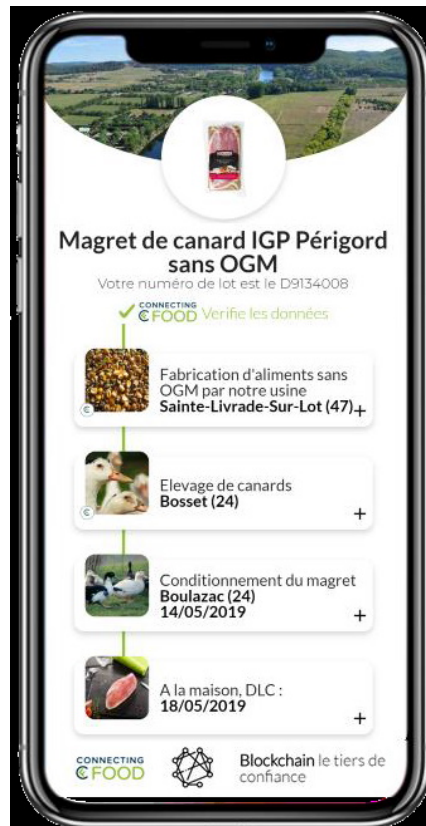 Magret de canard IGP Périgord
sans OGM
Votre numéro de lot est le D9134008
CONNECTING
FOOD Verifie les données
Fabrication d'aliments sans
OGM par notre usine
Sainte-Livrade-Sur-Lot (47)+
Elevage de canards
Bosset (24)
+
Conditionnement du magret
Boulazac (24)
14/05/2019
+
A la maison, DLC :
18/05/2019
+
CONNECTING
FOOD
Blockchain le tiers de
confiance